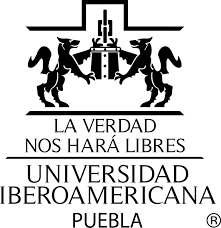 LA VERDAD
NOS HARÁ LIBRES
UNIVERSIDAD
IBEROAMERICANA
PUEBLA ®